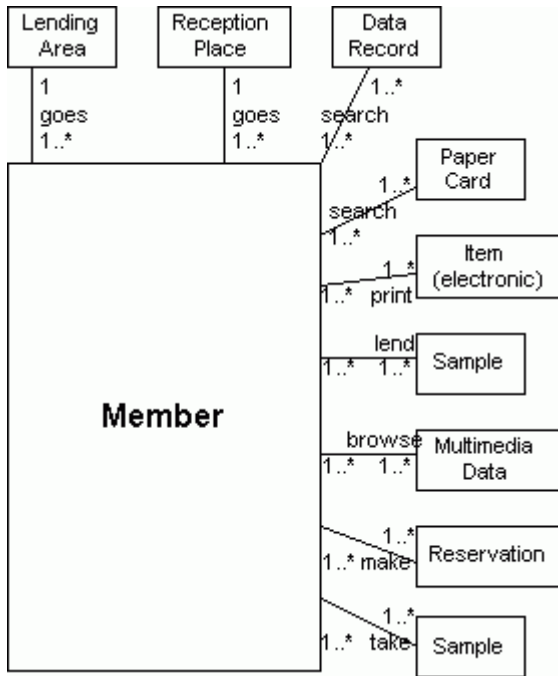 Lending
Area
Reception
Place
Data
Record
1
1
1..*
goes
goes
search
1..*
1..*
1..*
Paper
Card
1..*
search
1..*
Item
(electronic)
1..*
1..*
print
lend
Sample
1..*
1..*
Member
browse
Multimedia
Data
1..*
1..*
1..*
Reservation
1..*
make
1..*
Sample
1..*
take